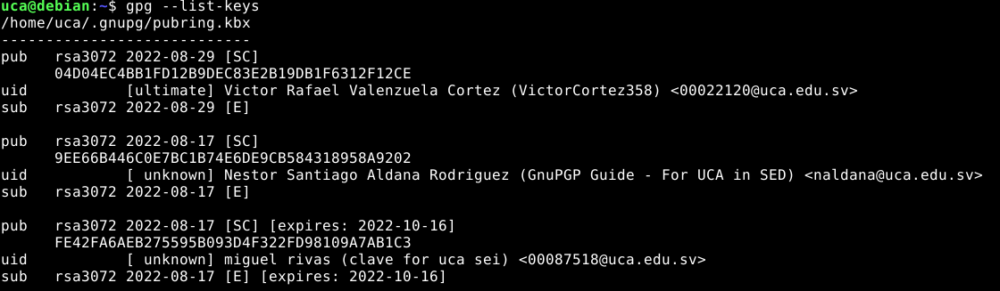 uca@debian:~$ gpg --list-keys
/home/uca/.gnupg/pubring.kbx
----------------------------
pub   rsa3072 2022-08-29 [SC]
      04D04EC4BB1FD12B9DEC83E2B19DB1F6312F12CE
uid           [ultimate] Victor Rafael Valenzuela Cortez (VictorCortez358) <00022120@uca.edu.sv>
sub   rsa3072 2022-08-29 [E]

pub   rsa3072 2022-08-17 [SC]
      9EE66B446C0E7BC1B74E6DE9CB584318958A9202
uid           [ unknown] Nestor Santiago Aldana Rodriguez (GnuPGP Guide - For UCA in SED) <naldana@uca.edu.sv>
sub   rsa3072 2022-08-17 [E]

pub   rsa3072 2022-08-17 [SC] [expires: 2022-10-16]
      FE42FA6AEB275595B093D4F322FD98109A7AB1C3
uid           [ unknown] miguel rivas (clave for uca sei) <00087518@uca.edu.sv>
sub   rsa3072 2022-08-17 [E] [expires: 2022-10-16]